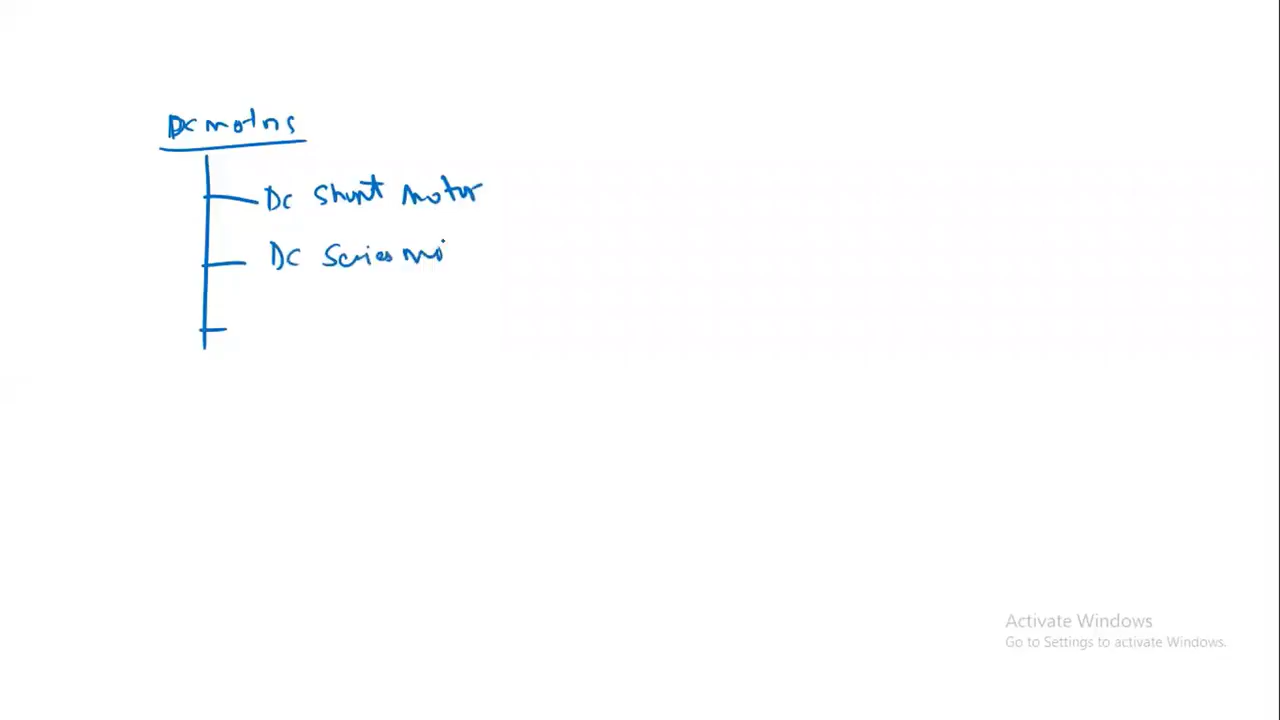 DC motors
DC Shunt Motor
DC Series Mo
Activate Windows
Go to Settings to activate Windows.